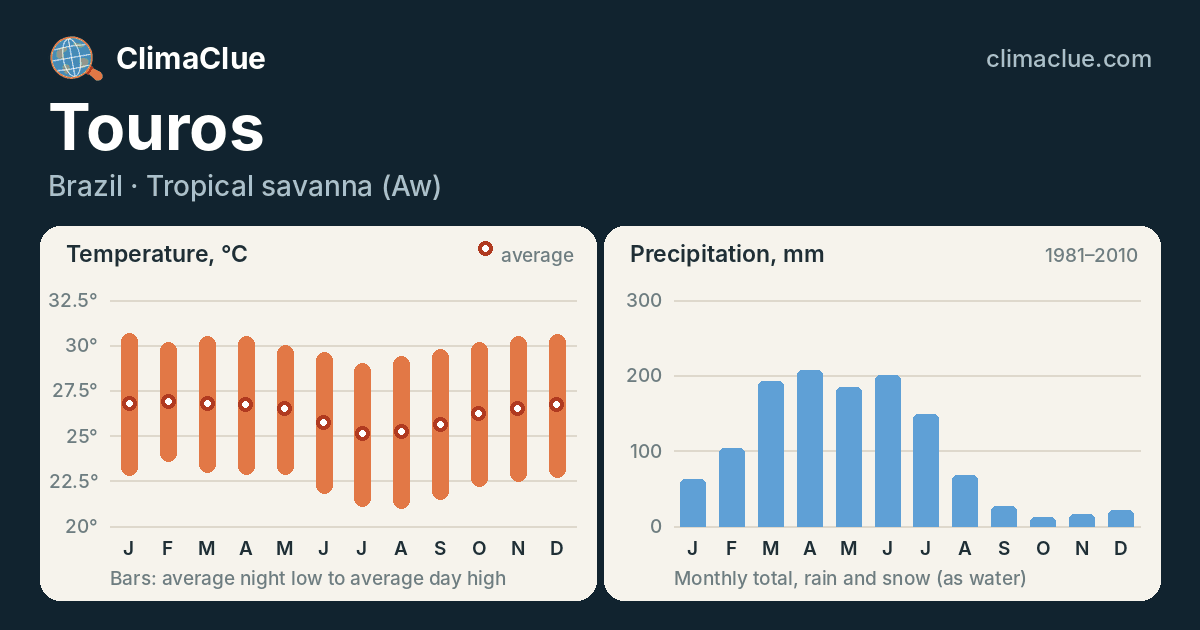 ClimaClue
climaclue.com
Touros
Brazil · Tropical savanna (Aw)
Temperature, °C
average
32.5°
30°
27.5°
25°
22.5°
20°
J F M A M J J A S O N D
Bars: average night low to average day high
Precipitation, mm
1981–2010
300
200
100
0
J F M A M J J A S O N D
Monthly total, rain and snow (as water)